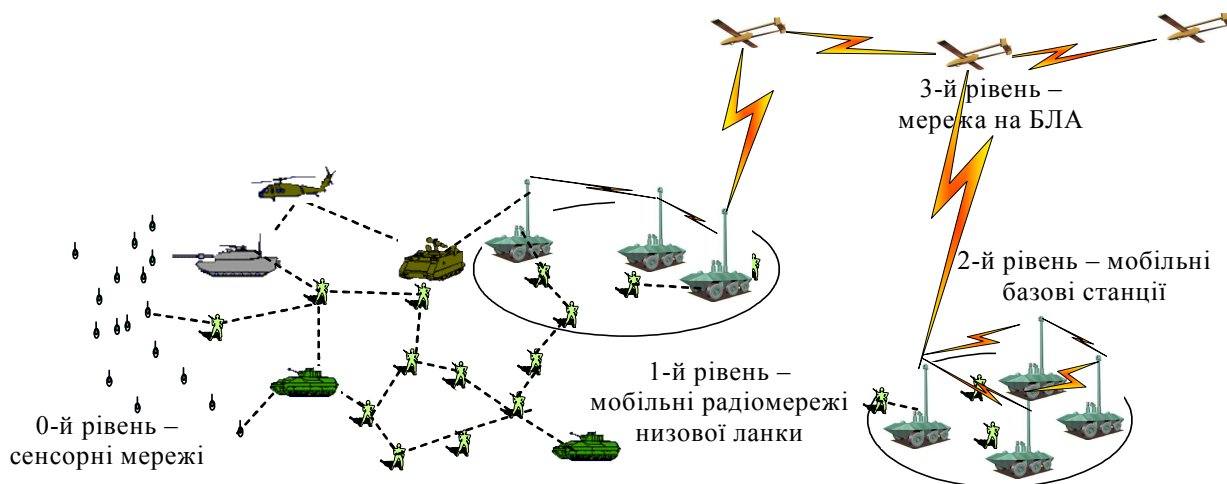 3-й рівень –
мережа на БЛА
2-й рівень – мобільні
базові станції
1-й рівень –
мобільні радіомережі
низової ланки
0-й рівень –
сенсорні мережі